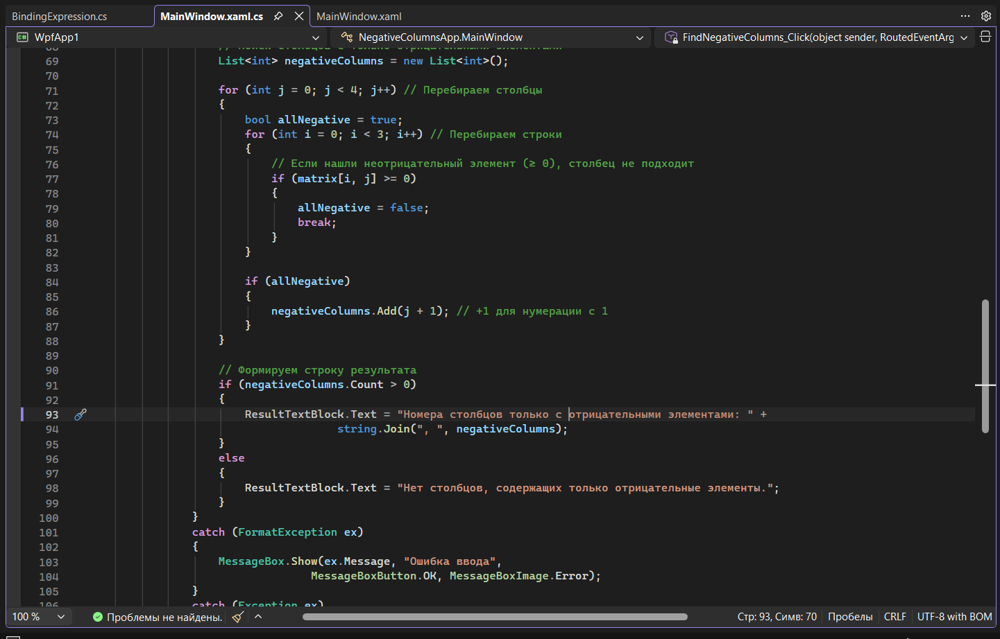 BindingExpression.cs MainWindow.xaml.cs MainWindow.xaml
WpfApp1 NegativeColumnsApp.MainWindow FindNegativeColumns_Click(object sender, RoutedEventArg
69 List<int> negativeColumns = new List<int>();
70
71 for (int j = 0; j < 4; j++) // Перебираем столбцы
72 {
73 bool allNegative = true;
74 for (int i = 0; i < 3; i++) // Перебираем строки
75 {
76 // Если нашли неотрицательный элемент (≥ 0), столбец не подходит
77 if (matrix[i, j] >= 0)
78 {
79 allNegative = false;
80 break;
81 }
82 }
83
84 if (allNegative)
85 {
86 negativeColumns.Add(j + 1); // +1 для нумерации с 1
87 }
88 }
89
90 // Формируем строку результата
91 if (negativeColumns.Count > 0)
92 {
93 ResultTextBlock.Text = "Номера столбцов только с отрицательными элементами: " +
94 string.Join(", ", negativeColumns);
95 }
96 else
97 {
98 ResultTextBlock.Text = "Нет столбцов, содержащих только отрицательные элементы.";
99 }
100 }
101 catch (FormatException ex)
102 {
103 MessageBox.Show(ex.Message, "Ошибка ввода",
104 MessageBoxButton.OK, MessageBoxImage.Error);
105 }
106 catch (Exception ex)
100 % Проблемы не найдены. Стр: 93, Симв: 70 Пробелы CRLF UTF-8 with BOM